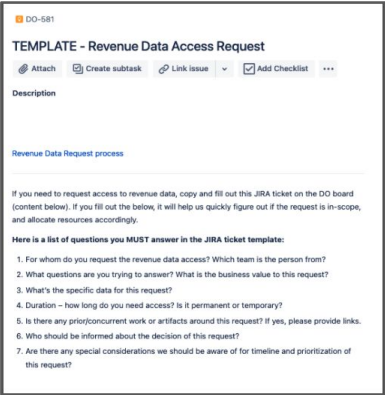 DO-581
TEMPLATE - Revenue Data Access Request
Attach Create subtask Link issue Add Checklist ...
Description
Revenue Data Request process
If you need to request access to revenue data, copy and fill out this JIRA ticket on the DO board
(content below). If you fill out the below, it will help us quickly figure out if the request is in-scope,
and allocate resources accordingly.
Here is a list of questions you MUST answer in the JIRA ticket template:
1. For whom do you request the revenue data access? Which team is the person from?
2. What questions are you trying to answer? What is the business value to this request?
3. What's the specific data for this request?
4. Duration – how long do you need access? Is it permanent or temporary?
5. Is there any prior/concurrent work or artifacts around this request? If yes, please provide links.
6. Who should be informed about the decision of this request?
7. Are there any special considerations we should be aware of for timeline and prioritization of
this request?